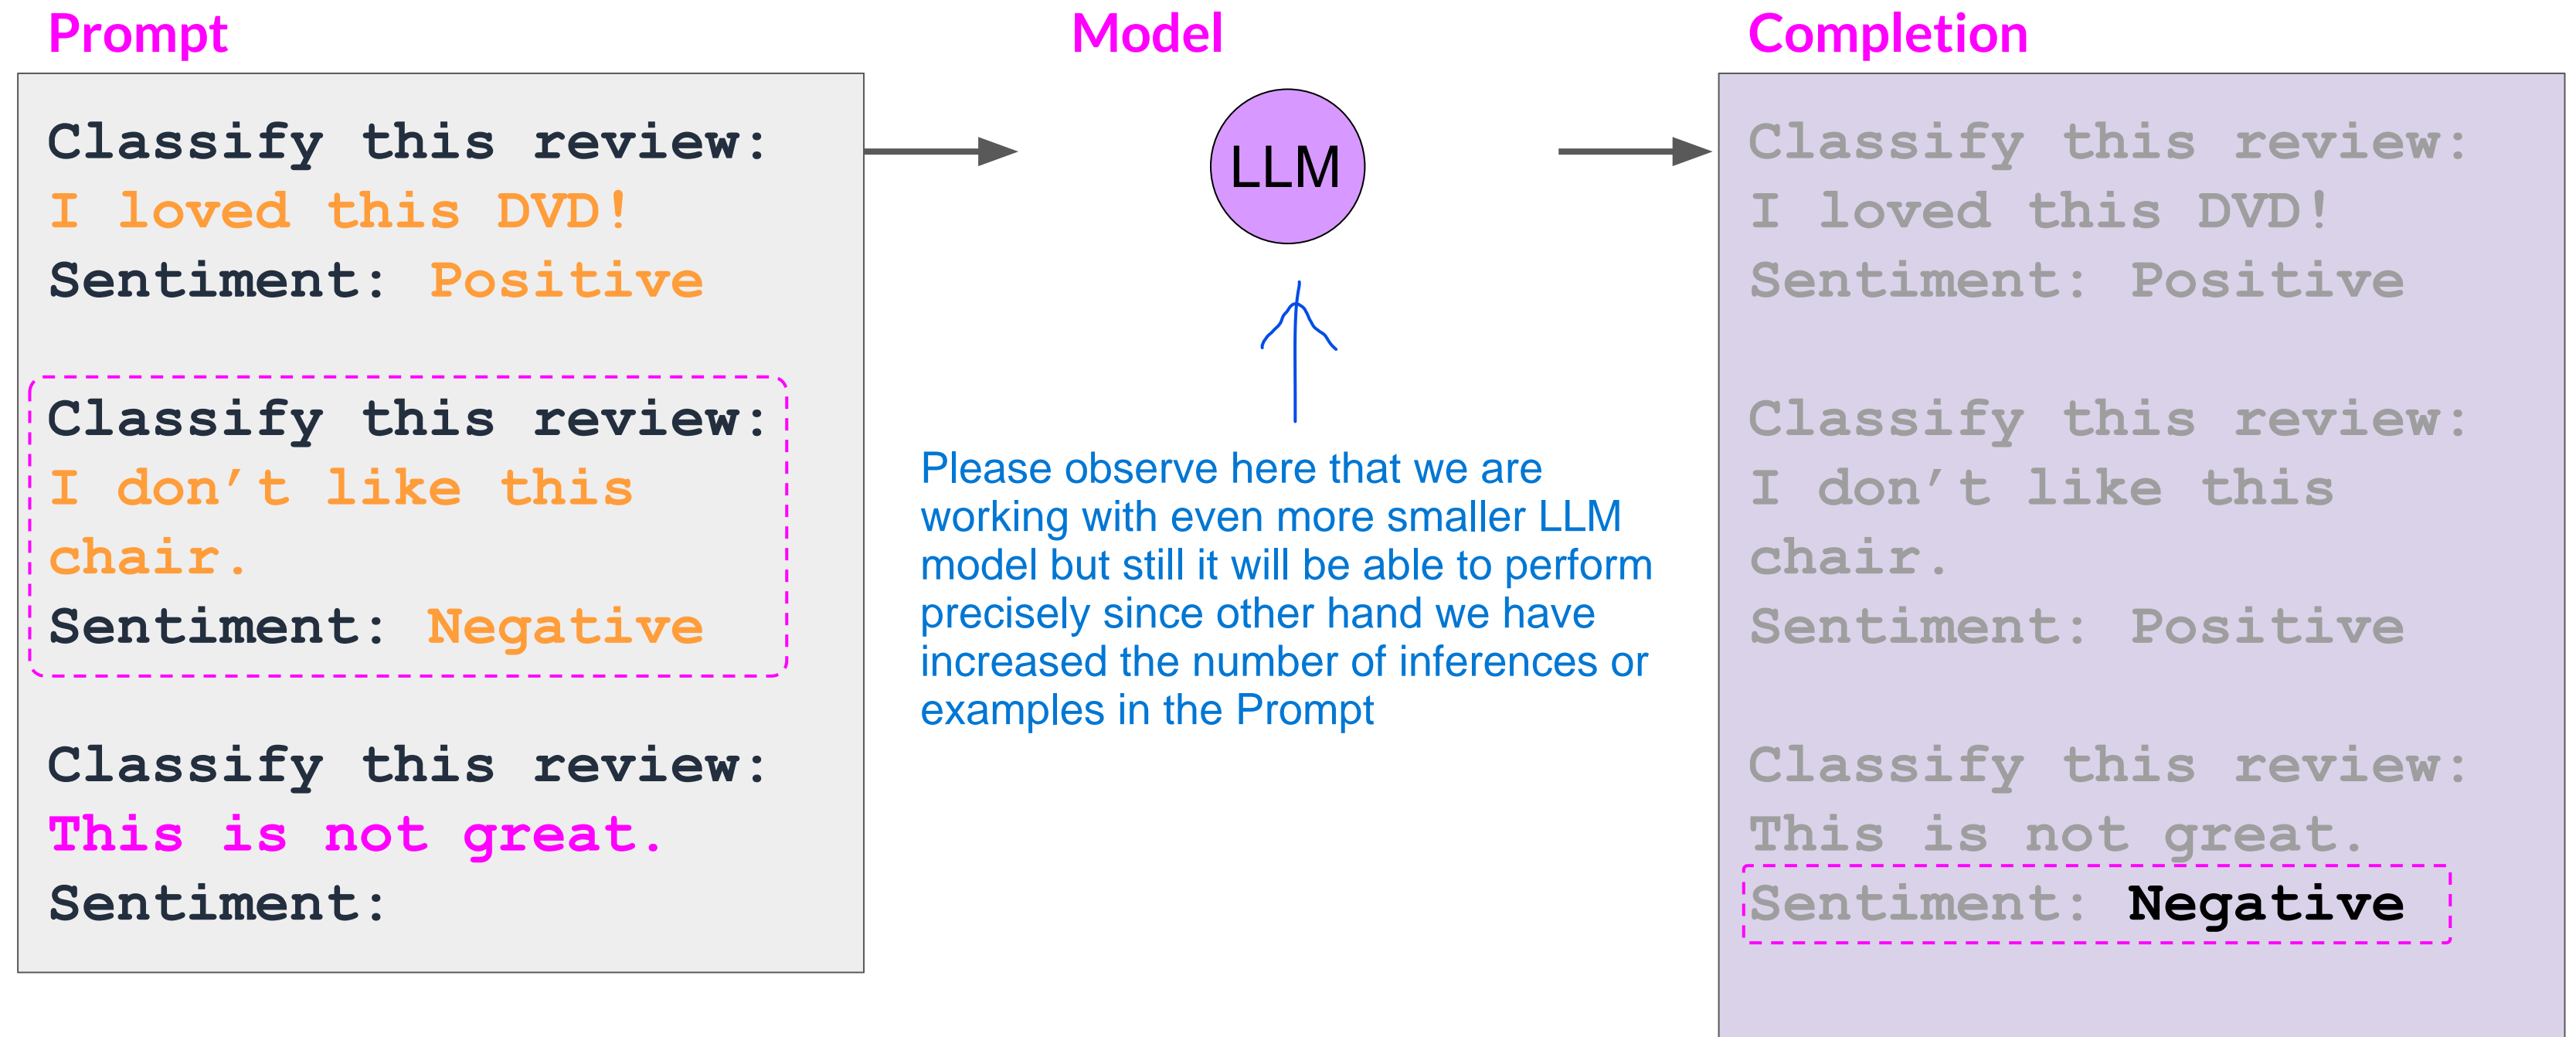 Prompt
Classify this review:
I loved this DVD!
Sentiment: Positive
Classify this review:
I don’t like this
chair.
Sentiment: Negative
Classify this review:
This is not great.
Sentiment:
Model
LLM
Please observe here that we are
working with even more smaller LLM
model but still it will be able to perform
precisely since other hand we have
increased the number of inferences or
examples in the Prompt
Completion
Classify this review:
I loved this DVD!
Sentiment: Positive
Classify this review:
I don’t like this
chair.
Sentiment: Positive
Classify this review:
This is not great.
Sentiment: Negative